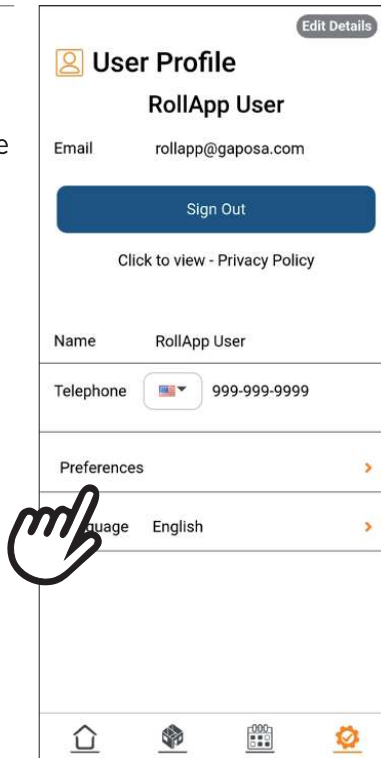 Edit Details
User Profile
RollApp User
Email rollapp@gaposa.com
Sign Out
Click to view - Privacy Policy
Name RollApp User
Telephone 999-999-9999
Preferences
guage English